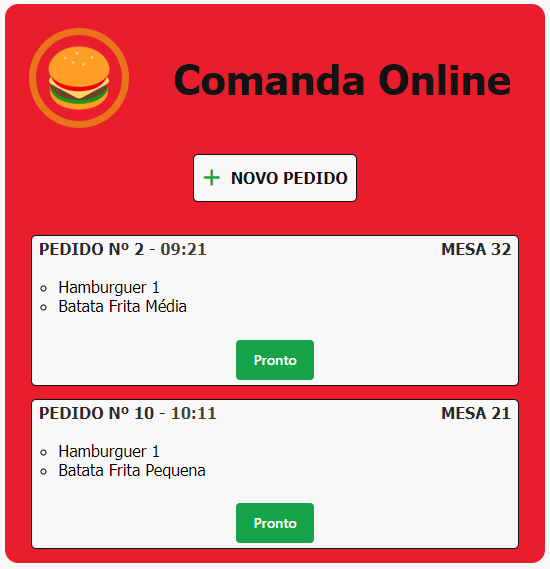 Comanda Online
+ NOVO PEDIDO
PEDIDO Nº 2 - 09:21 MESA 32
Hamburguer 1
Batata Frita Média
Pronto
PEDIDO Nº 10 - 10:11 MESA 21
Hamburguer 1
Batata Frita Pequena
Pronto